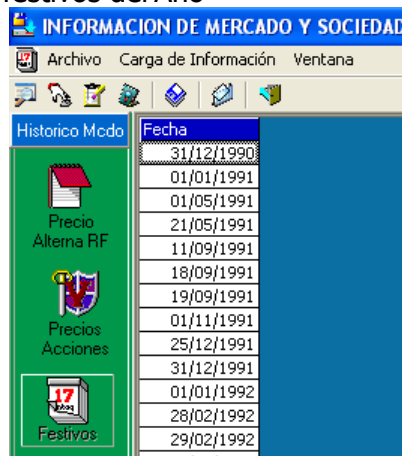 Festivos del Año
INFORMACION DE MERCADO Y SOCIEDAD
Archivo Carga de Información Ventana
Historico Mcdo
Fecha
31/12/1990
01/01/1991
01/05/1991
21/05/1991
11/09/1991
18/09/1991
19/09/1991
01/11/1991
25/12/1991
31/12/1991
01/01/1992
28/02/1992
29/02/1992
Precio
Alterna RF
Precios
Acciones
17
Festivos